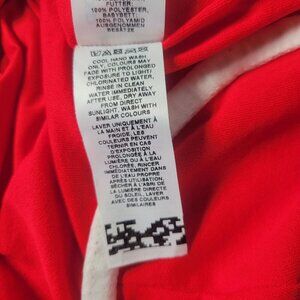 FUTTER:
100% POLYESTER,
BABYBETT:
100% POLYAMID
AUSGENOMMEN
BESÄTZE
COOL HAND WASH
ONLY, COLOURS MAY
FADE WITH PROLONGED
EXPOSURE TO LIGHT/
CHLORINATED WATER,
RINSE IN CLEAN
WATER IMMEDIATELY
AFTER USE, DRY AWAY
FROM DIRECT
SUNLIGHT, WASH WITH
SIMILAR COLOURS
LAVER UNIQUEMENT À
LA MAIN ET À L'EAU
FROIDE, LES
COULEURS PEUVENT
TERNIR EN CAS
D'EXPOSITION
PROLONGÉE À LA
LUMIÈRE OU À L'EAU
CHLORÉE, RINCER
IMMÉDIATEMENT DANS
DE L'EAU PROPRE
APRÈS UTILISATION,
SÉCHER À L'ABRI DE
LA LUMIÈRE DIRECTE
DU SOLEIL, LAVER
AVEC DES COULEURS
SIMILAIRES